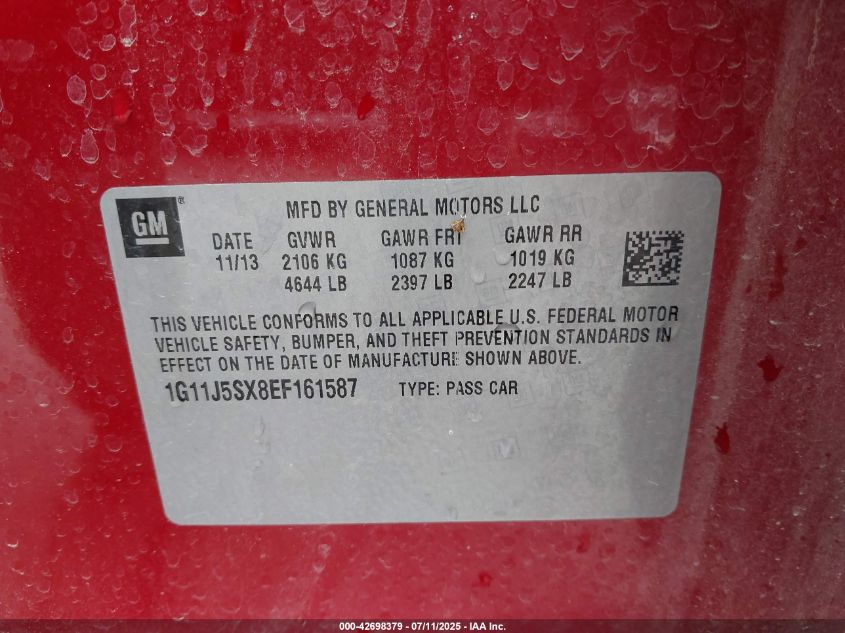 GM ®
MFD BY GENERAL MOTORS LLC
DATE GVWR GAWR FRT GAWR RR
11/13 2106 KG 1087 KG 1019 KG
4644 LB 2397 LB 2247 LB
THIS VEHICLE CONFORMS TO ALL APPLICABLE U.S. FEDERAL MOTOR
VEHICLE SAFETY, BUMPER, AND THEFT PREVENTION STANDARDS IN
EFFECT ON THE DATE OF MANUFACTURE SHOWN ABOVE.
1G11J5SX8EF161587 TYPE: PASS CAR
000-42698379 - 07/11/2025 - IAA Inc.